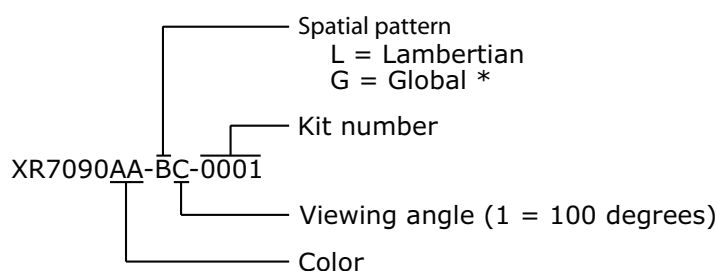 Spatial pattern
L = Lambertian
G = Global *
Kit number
XR7090AA-BC-0001
Viewing angle (1 = 100 degrees)
Color